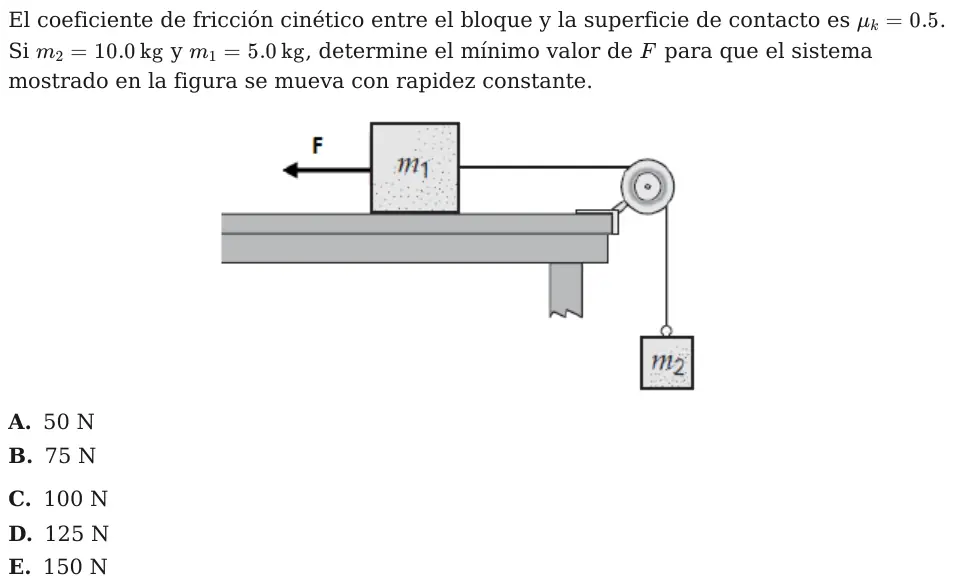 El coeficiente de fricción cinético entre el bloque y la superficie de contacto es μₖ = 0.5.
Si m₂ = 10.0 kg y m₁ = 5.0 kg, determine el mínimo valor de F para que el sistema
mostrado en la figura se mueva con rapidez constante.
F
m₁
m₂
A. 50 N
B. 75 N
C. 100 N
D. 125 N
E. 150 N